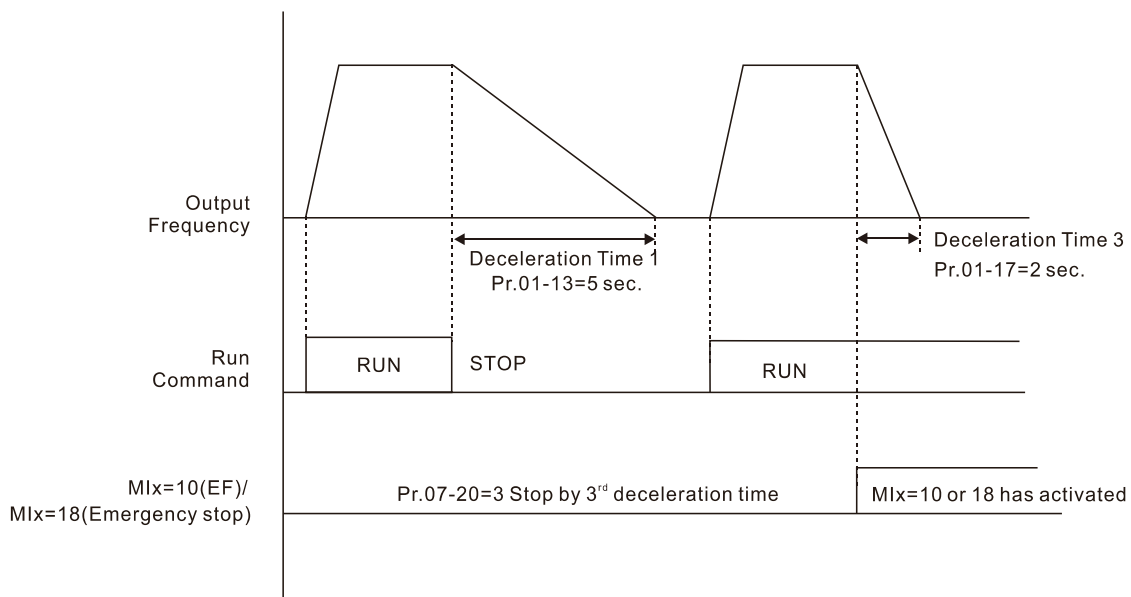 Output
Frequency
Deceleration Time 1
Pr.01-13=5 sec.
Deceleration Time 3
Pr.01-17=2 sec.
Run
Command
RUN
STOP
RUN
MIx=10(EF)/
MIx=18(Emergency stop)
Pr.07-20=3 Stop by 3rd deceleration time
MIx=10 or 18 has activated